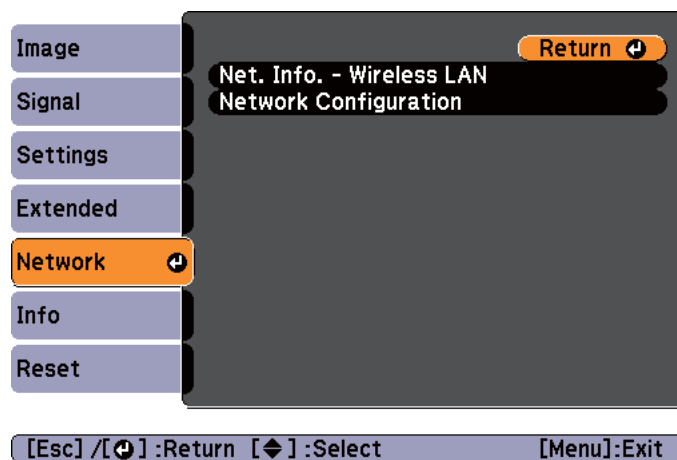 Image
Signal
Settings
Extended
Network
Info
Reset
Return
Net. Info. - Wireless LAN
Network Configuration
[Esc] /[ ] :Return [ ] :Select [Menu]:Exit